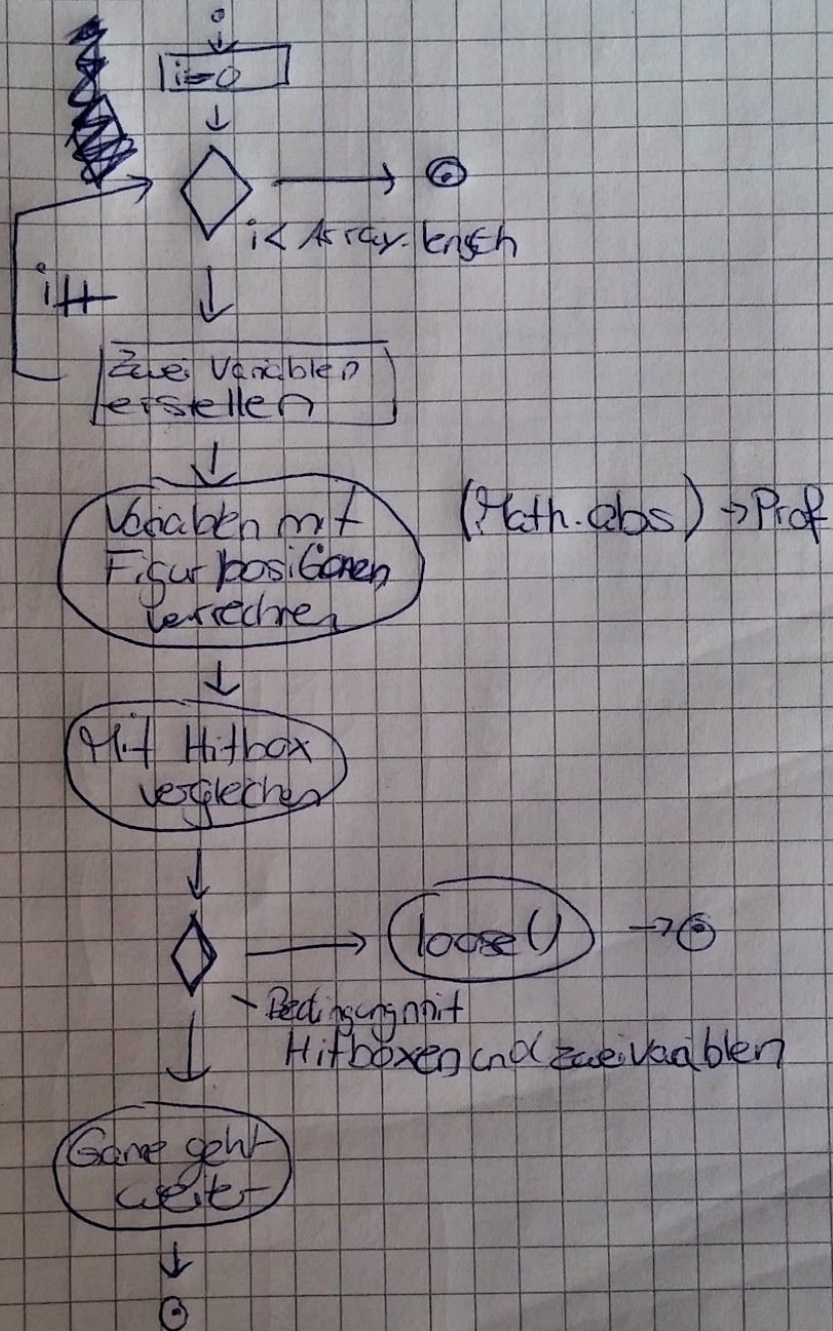 i=0
i< Array.length
i++
Zwei Variablen
erstellen
Variablen mit
Figurpositionen
verrechnen
(Math.abs) → Prof
Mit Hitbox
vergleichen
loose()
Bedingung mit
Hitboxen und zwei Variablen
Game geht
weiter